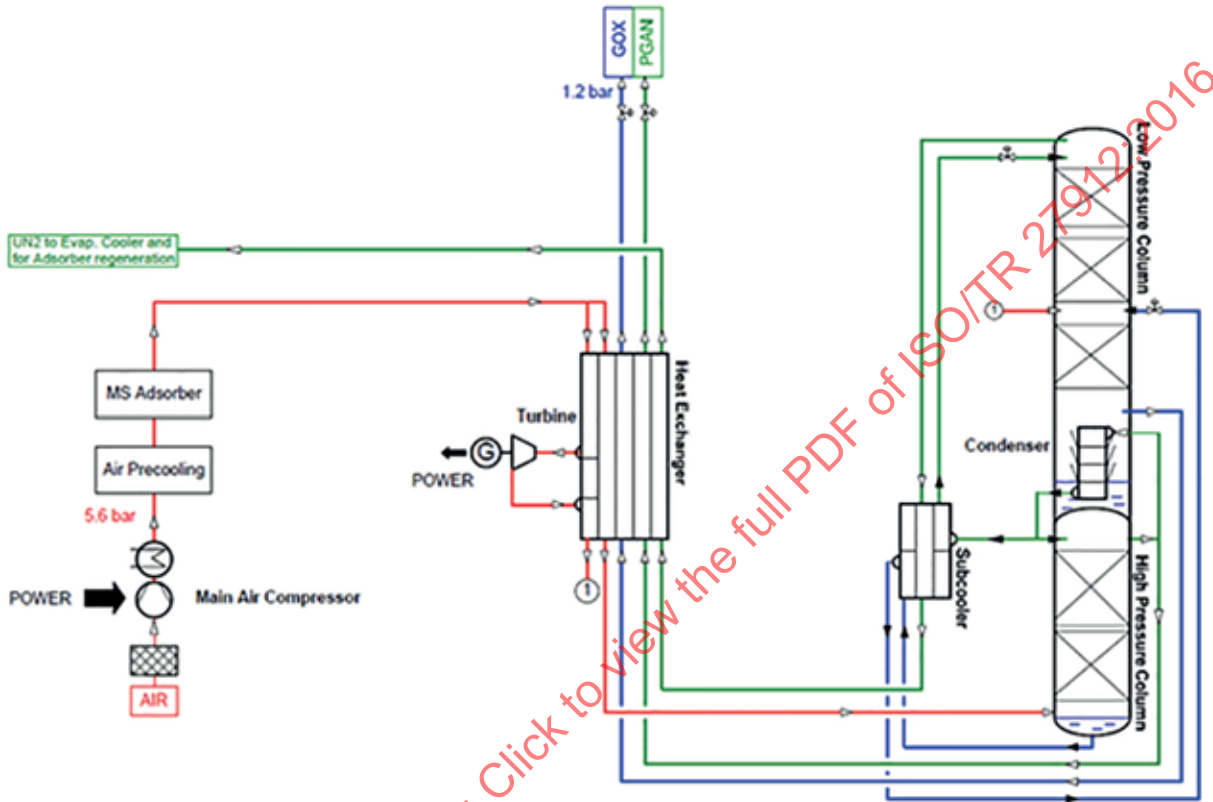 GOX
PGAN
1.2 bar
UN2 to Evap. Cooler and
for Adsorber regeneration
MS Adsorber
Air Precooling
5.6 bar
POWER
Main Air Compressor
AIR
Turbine
G
POWER
Heat Exchanger
1
Subcooler
1
Low Pressure Column
Condenser
High Pressure Column
Click to view the full PDF of ISO/TR 27912:2016